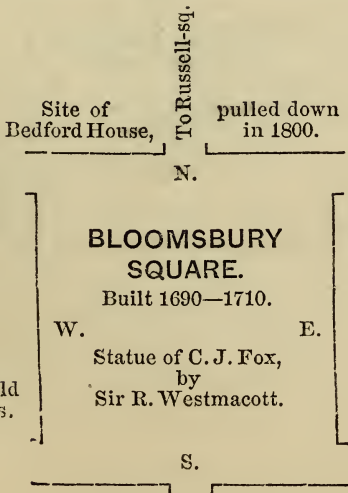 To Russell-sq.
Site of
Bedford House,
pulled down
in 1800.
N.
BLOOMSBURY
SQUARE.
Built 1690—1710.
W.
E.
Statue of C. J. Fox,
by
Sir R. Westmacott.
S.